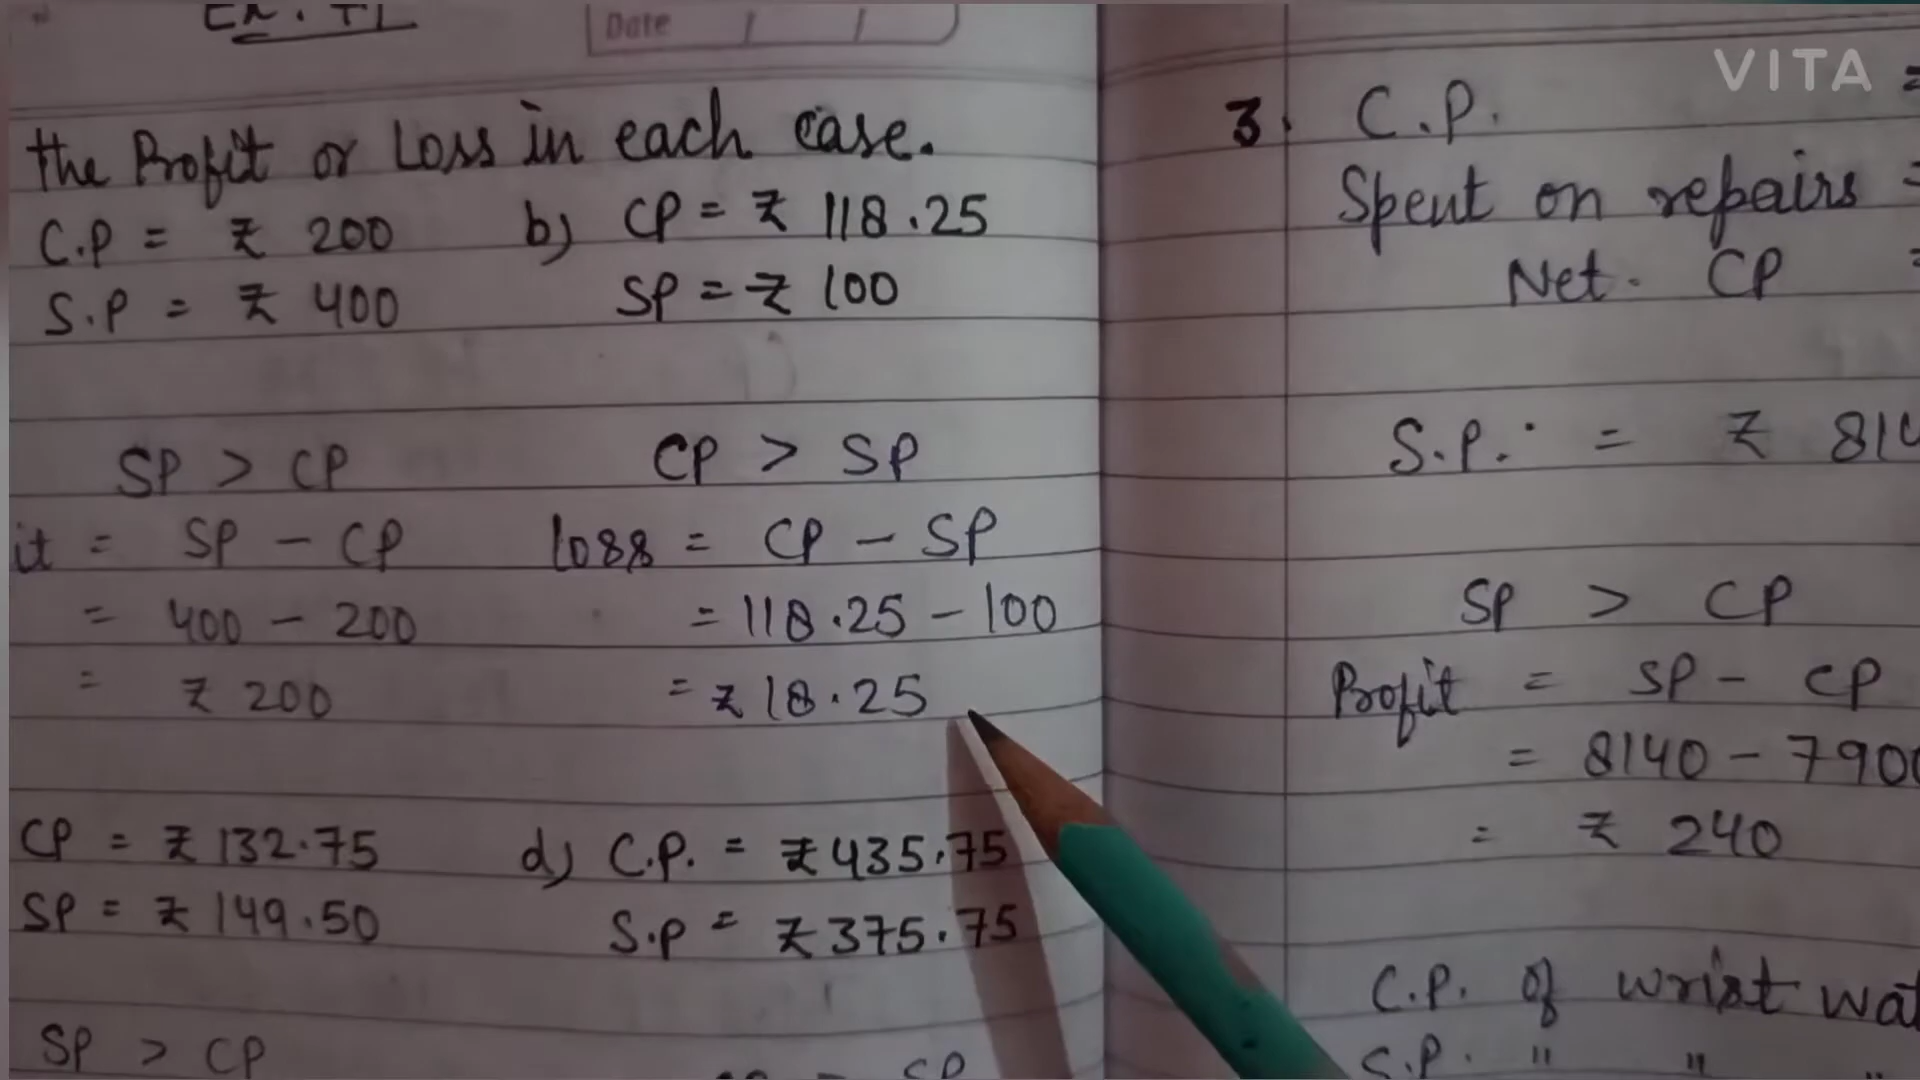 Date
the Profit or Loss in each case.
C.P = ₹ 200
S.P = ₹ 400
SP > CP
it = SP - CP
= 400 - 200
= ₹ 200
b) CP = ₹ 118.25
SP = ₹ 100
CP > SP
loss = CP - SP
= 118.25 - 100
= ₹ 18.25
CP = ₹ 132.75
SP = ₹ 149.50
SP > CP
d) C.P. = ₹ 435.75
S.P = ₹ 375.75
VITA
3. C.P. =
Spent on repairs =
Net. CP =
S.P. = ₹ 814
SP > CP
Profit = SP - CP
= 8140 - 7900
= ₹ 240
C.P. of wrist wat
S.P. " " "